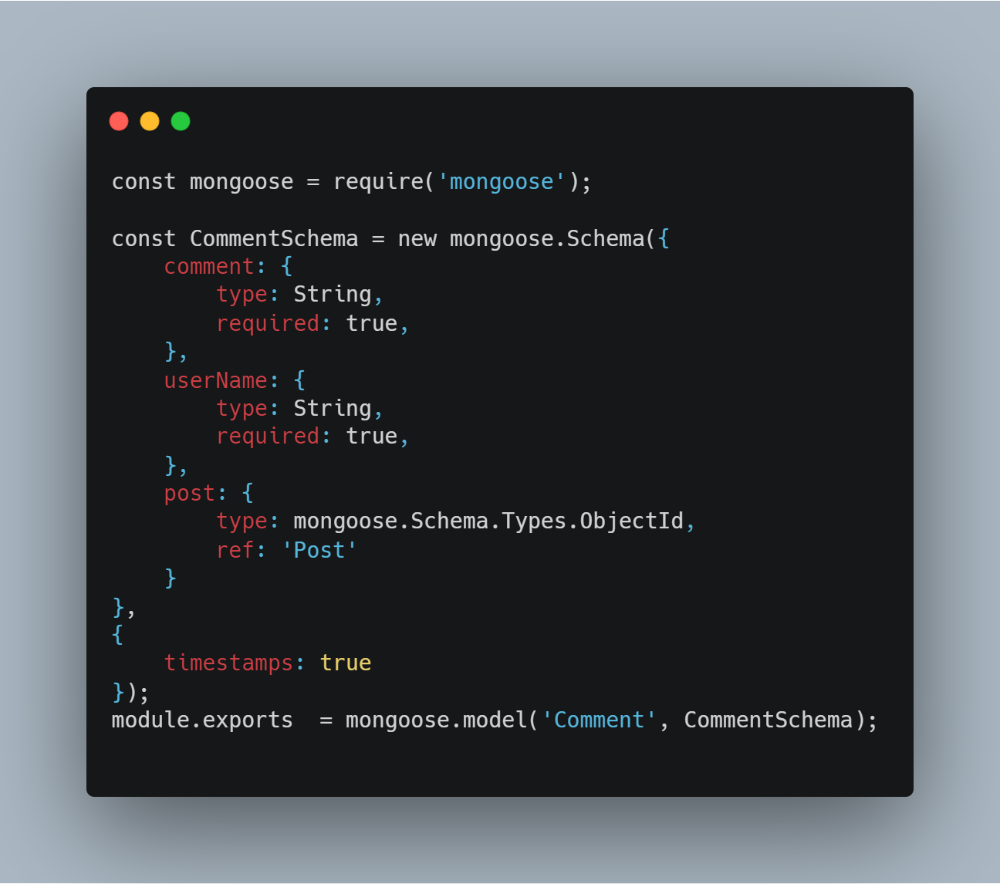 const mongoose = require('mongoose');

const CommentSchema = new mongoose.Schema({
    comment: {
        type: String,
        required: true,
    },
    userName: {
        type: String,
        required: true,
    },
    post: {
        type: mongoose.Schema.Types.ObjectId,
        ref: 'Post'
    }
},
{
    timestamps: true
});
module.exports  = mongoose.model('Comment', CommentSchema);